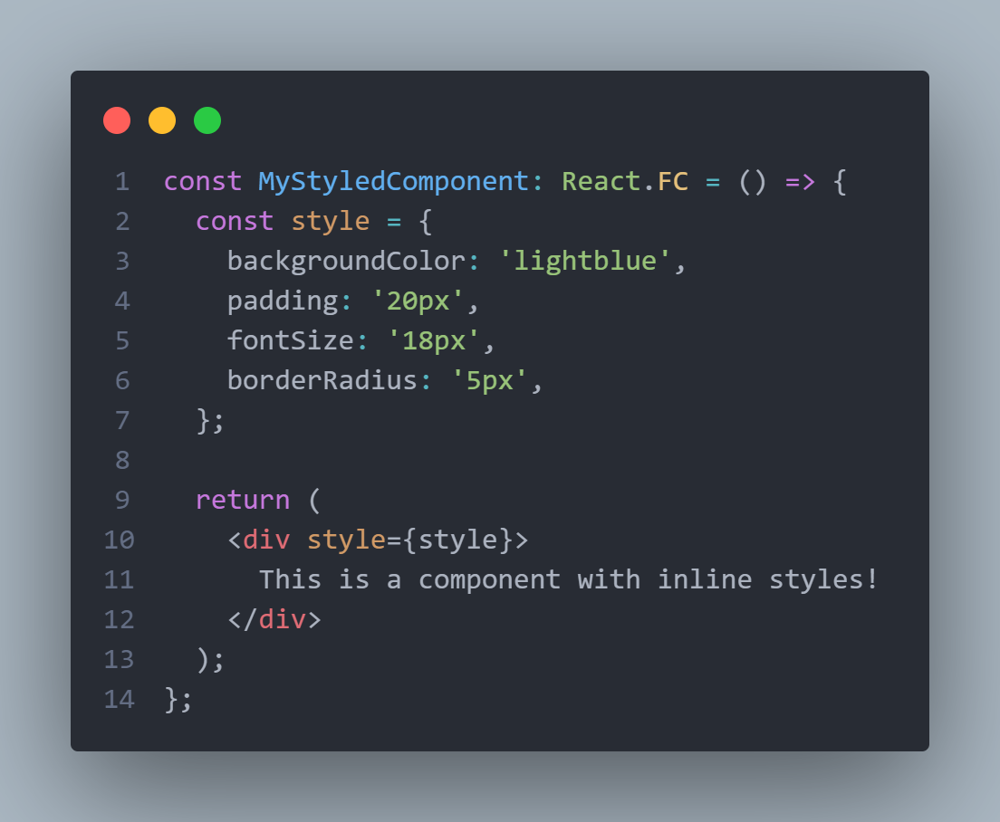 1 const MyStyledComponent: React.FC = () => {
2   const style = {
3     backgroundColor: 'lightblue',
4     padding: '20px',
5     fontSize: '18px',
6     borderRadius: '5px',
7   };
8
9   return (
10     <div style={style}>
11       This is a component with inline styles!
12     </div>
13   );
14 };